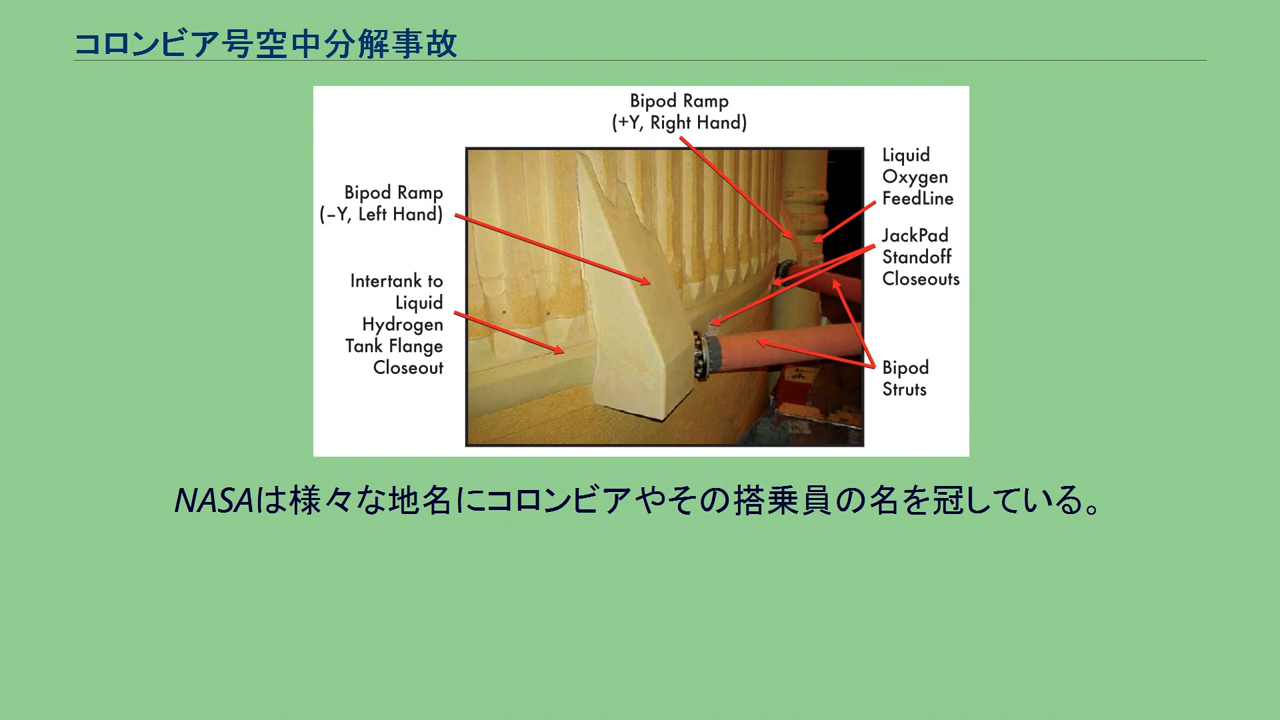 コロンビア号空中分解事故
Bipod Ramp
(+Y, Right Hand)
Bipod Ramp
(–Y, Left Hand)
Intertank to
Liquid
Hydrogen
Tank Flange
Closeout
Liquid
Oxygen
FeedLine
JackPad
Standoff
Closeouts
Bipod
Struts
NASAは様々な地名にコロンビアやその搭乗員の名を冠している。